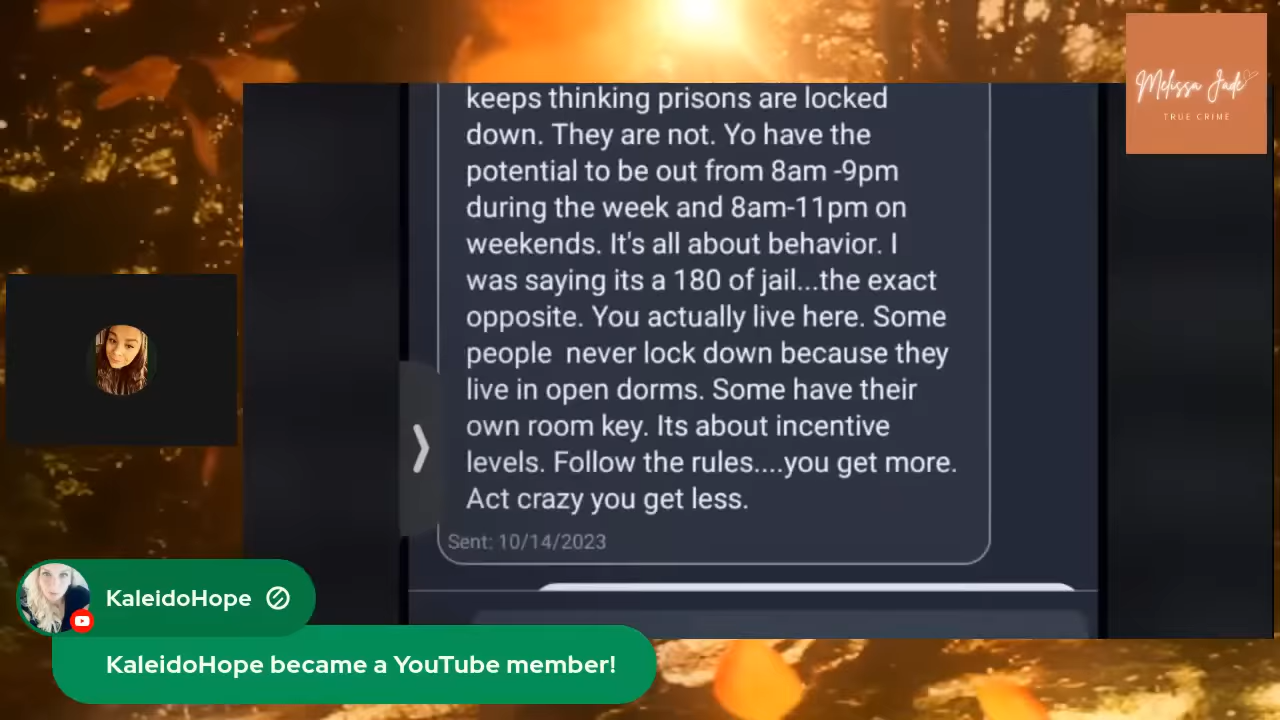 Melissa Jade
TRUE CRIME
keeps thinking prisons are locked
down. They are not. Yo have the
potential to be out from 8am -9pm
during the week and 8am-11pm on
weekends. It's all about behavior. I
was saying its a 180 of jail...the exact
opposite. You actually live here. Some
people  never lock down because they
live in open dorms. Some have their
own room key. Its about incentive
levels. Follow the rules....you get more.
Act crazy you get less.
Sent: 10/14/2023
KaleidoHope
KaleidoHope became a YouTube member!